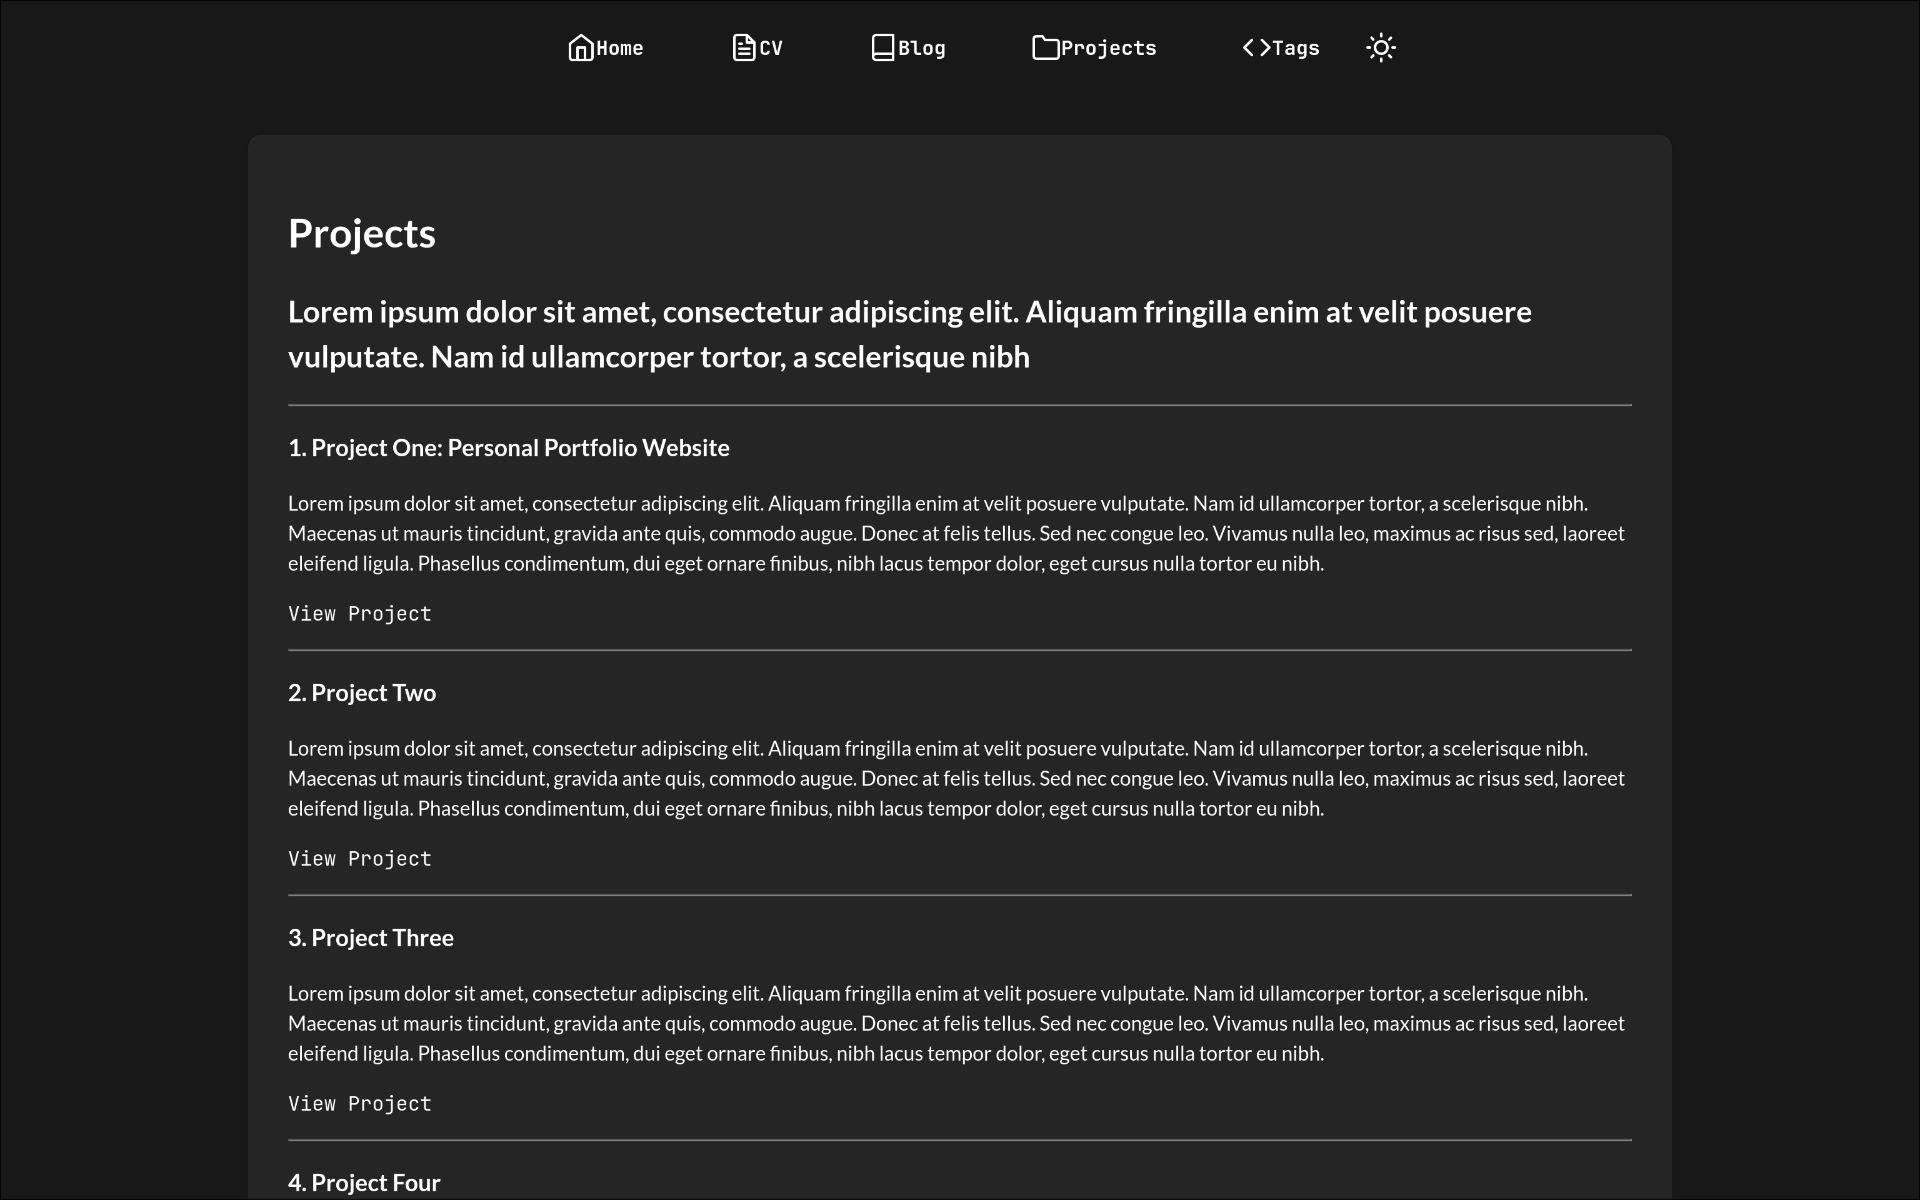 Home CV Blog Projects Tags
Projects
Lorem ipsum dolor sit amet, consectetur adipiscing elit. Aliquam fringilla enim at velit posuere
vulputate. Nam id ullamcorper tortor, a scelerisque nibh
1. Project One: Personal Portfolio Website
Lorem ipsum dolor sit amet, consectetur adipiscing elit. Aliquam fringilla enim at velit posuere vulputate. Nam id ullamcorper tortor, a scelerisque nibh.
Maecenas ut mauris tincidunt, gravida ante quis, commodo augue. Donec at felis tellus. Sed nec congue leo. Vivamus nulla leo, maximus ac risus sed, laoreet
eleifend ligula. Phasellus condimentum, dui eget ornare finibus, nibh lacus tempor dolor, eget cursus nulla tortor eu nibh.
View Project
2. Project Two
Lorem ipsum dolor sit amet, consectetur adipiscing elit. Aliquam fringilla enim at velit posuere vulputate. Nam id ullamcorper tortor, a scelerisque nibh.
Maecenas ut mauris tincidunt, gravida ante quis, commodo augue. Donec at felis tellus. Sed nec congue leo. Vivamus nulla leo, maximus ac risus sed, laoreet
eleifend ligula. Phasellus condimentum, dui eget ornare finibus, nibh lacus tempor dolor, eget cursus nulla tortor eu nibh.
View Project
3. Project Three
Lorem ipsum dolor sit amet, consectetur adipiscing elit. Aliquam fringilla enim at velit posuere vulputate. Nam id ullamcorper tortor, a scelerisque nibh.
Maecenas ut mauris tincidunt, gravida ante quis, commodo augue. Donec at felis tellus. Sed nec congue leo. Vivamus nulla leo, maximus ac risus sed, laoreet
eleifend ligula. Phasellus condimentum, dui eget ornare finibus, nibh lacus tempor dolor, eget cursus nulla tortor eu nibh.
View Project
4. Project Four